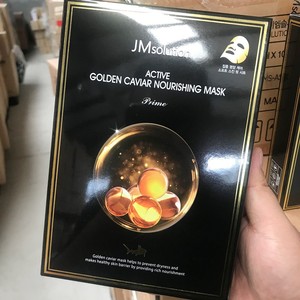 JMsolution
ACTIVE
GOLDEN CAVIAR NOURISHING MASK
Prime
Golden caviar mask helps to prevent dryness and
makes healthy skin barrier by providing rich nourishment